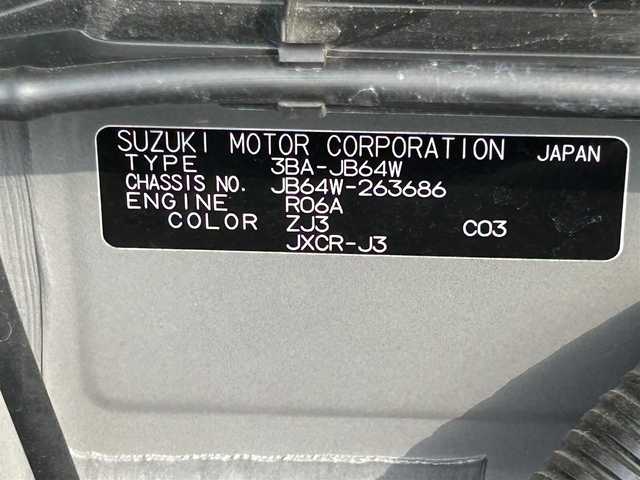 SUZUKI MOTOR CORPORATION JAPAN
TYPE 3BA-JB64W
CHASSIS NO. JB64W-263686
ENGINE R06A
COLOR ZJ3 C03
JXCR-J3